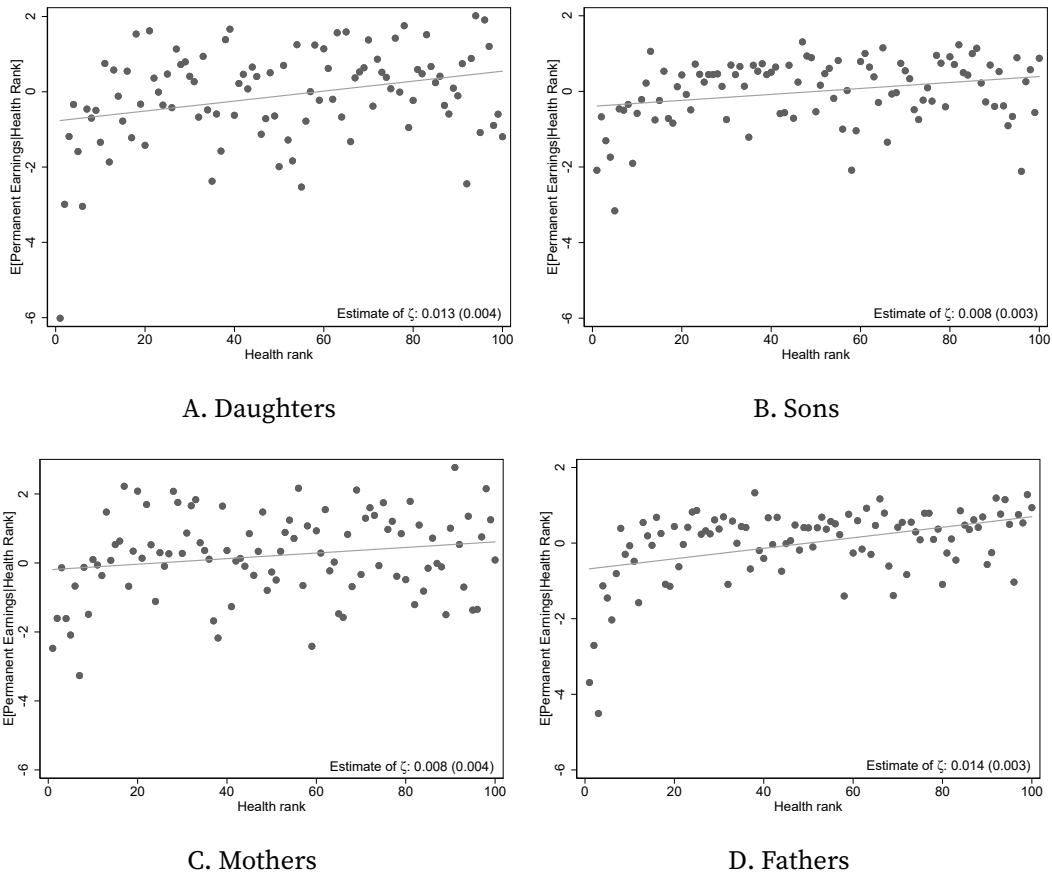 E[Permanent Earnings|Health Rank]
2
0
-2
-4
-6
Estimate of ζ: 0.013 (0.004)
0 20 40 60 80 100
Health rank
A. Daughters
E[Permanent Earnings|Health Rank]
2
0
-2
-4
-6
Estimate of ζ: 0.008 (0.003)
0 20 40 60 80 100
Health rank
B. Sons
E[Permanent Earnings|Health Rank]
2
0
-2
-4
-6
Estimate of ζ: 0.008 (0.004)
0 20 40 60 80 100
Health rank
C. Mothers
E[Permanent Earnings|Health Rank]
2
0
-2
-4
-6
Estimate of ζ: 0.014 (0.003)
0 20 40 60 80 100
Health rank
D. Fathers